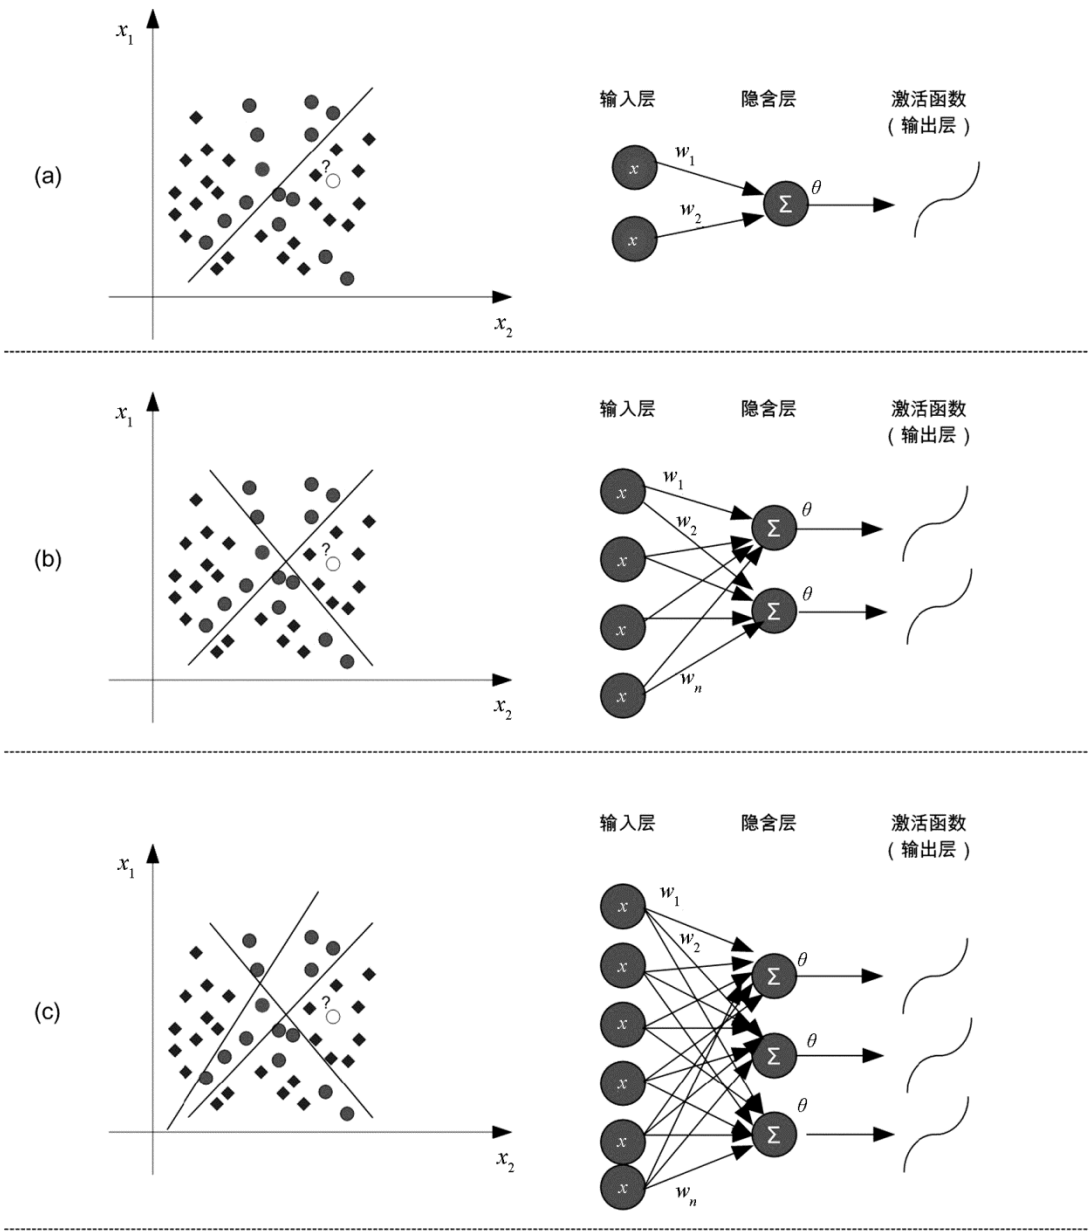 x1
输入层 隐含层 激活函数
(输出层)
(a)
?
x
w1
θ
Σ
w2
x
x2
x1
输入层 隐含层 激活函数
(输出层)
x
w1
θ
Σ
w2
(b)
?
x
θ
Σ
x
wn
x
x2
输入层 隐含层 激活函数
(输出层)
x1
x
w1
w2
x
θ
Σ
(c)
?
x
θ
Σ
x
θ
Σ
x
x
wn
x2